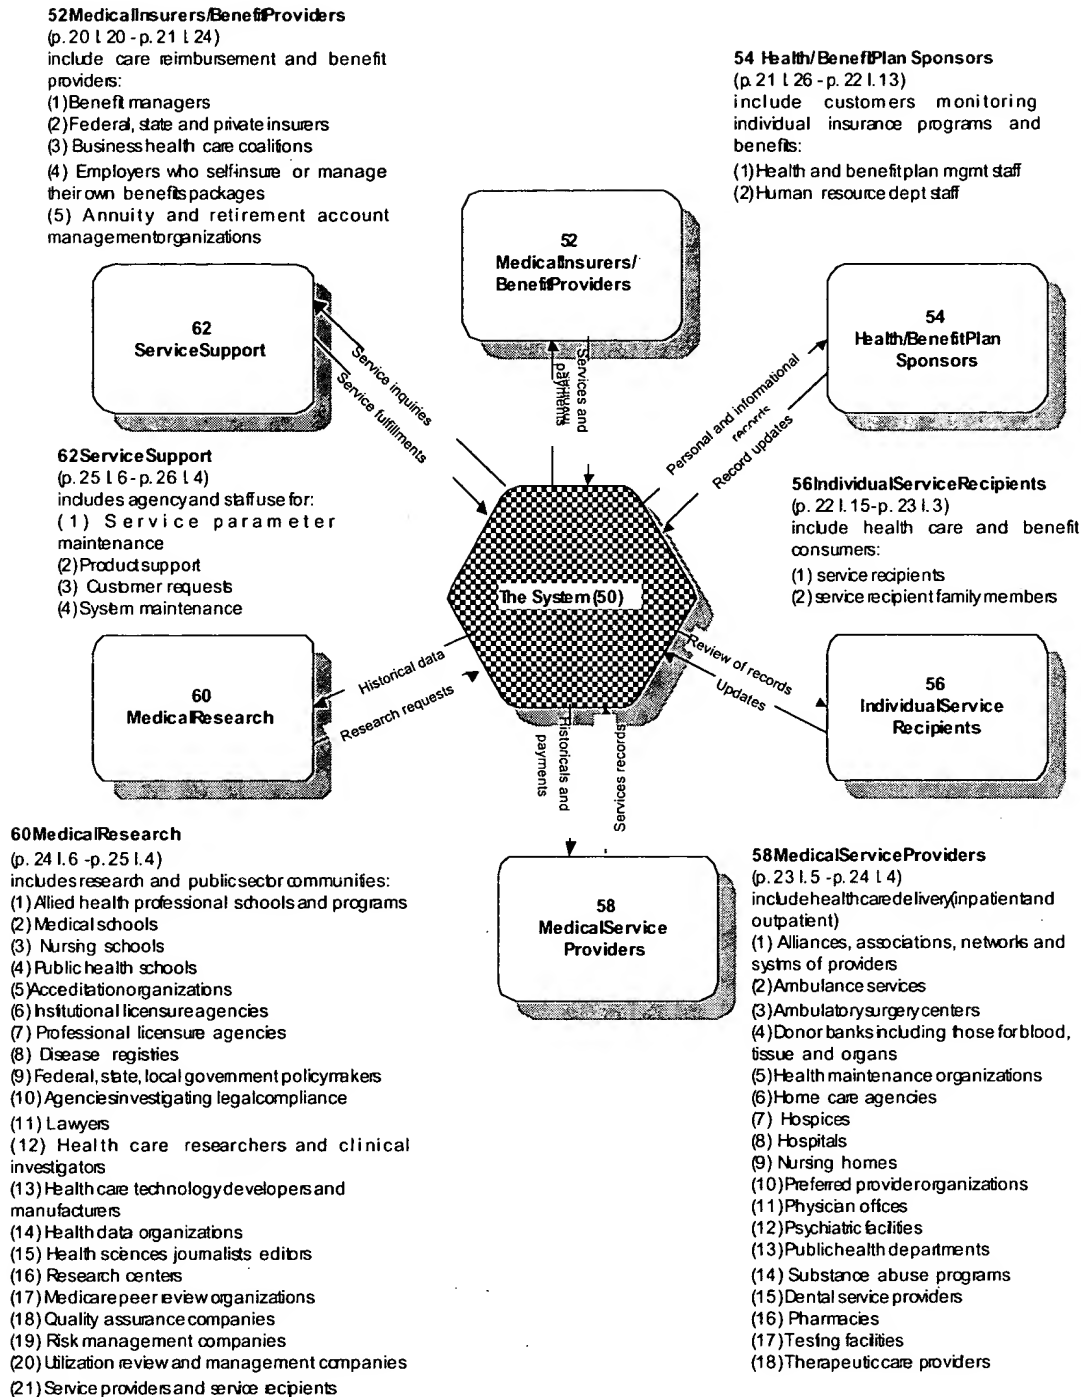 52 Medical Insurers/Benefit Providers
(p. 20 l. 20 - p. 21 l. 24)
include care reimbursement and benefit
providers:
(1) Benefit managers
(2) Federal, state and private insurers
(3) Business health care coalitions
(4) Employers who self-insure or manage
their own benefits packages
(5) Annuity and retirement account
management organizations
54 Health/Benefit Plan Sponsors
(p. 21 l. 26 - p. 22 l. 13)
include customers monitoring
individual insurance programs and
benefits:
(1) Health and benefit plan mgmt staff
(2) Human resource dept staff
52
Medical Insurers/
Benefit Providers
62
Service Support
54
Health/Benefit Plan
Sponsors
Service inquiries
Service fulfillments
payments
Services and
Personal and informational
records
Record updates
62 Service Support
(p. 25 l. 6 - p. 26 l. 4)
includes agency and staff use for:
(1) Service parameter
maintenance
(2) Product support
(3) Customer requests
(4) System maintenance
56 Individual Service Recipients
(p. 22 l. 15 - p. 23 l. 3)
include health care and benefit
consumers:
(1) service recipients
(2) service recipient family members
The System (50)
60
Medical Research
Historical data
Research requests
Review of records
Updates
56
Individual Service
Recipients
Historicals and
payments
Services records
58
Medical Service
Providers
60 Medical Research
(p. 24 l. 6 - p. 25 l. 4)
includes research and public sector communities:
(1) Allied health professional schools and programs
(2) Medical schools
(3) Nursing schools
(4) Public health schools
(5) Acceditation organizations
(6) Institutional licensure agencies
(7) Professional licensure agencies
(8) Disease registies
(9) Federal, state, local government policymakers
(10) Agencies investigating legal compliance
(11) Lawyers
(12) Health care researchers and clinical
investigators
(13) Health care technology developers and
manufacturers
(14) Health data organizations
(15) Health sciences journalists editors
(16) Research centers
(17) Medicare peer review organizations
(18) Quality assurance companies
(19) Risk management companies
(20) Utilization review and management companies
(21) Service providers and service recipients
58 Medical Service Providers
(p. 23 l. 5 - p. 24 l. 4)
include healthcare delivery (inpatient and
outpatient)
(1) Alliances, associations, networks and
systms of providers
(2) Ambulance services
(3) Ambulatory surgery centers
(4) Donor banks including those for blood,
tissue and organs
(5) Health maintenance organizations
(6) Home care agencies
(7) Hospices
(8) Hospitals
(9) Nursing homes
(10) Preferred provider organizations
(11) Physician offices
(12) Psychiatric facilities
(13) Public health departments
(14) Substance abuse programs
(15) Dental service providers
(16) Pharmacies
(17) Testing facilities
(18) Therapeutic care providers